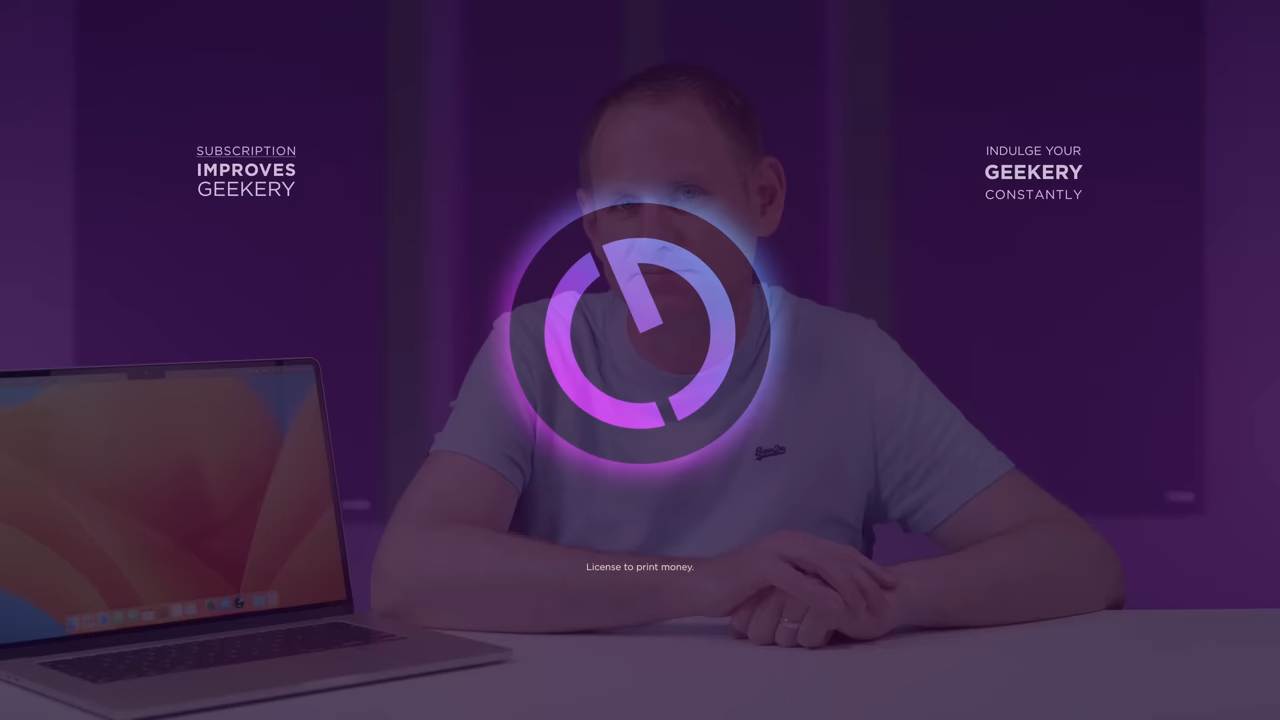 SUBSCRIPTION
IMPROVES
GEEKERY
INDULGE YOUR
GEEKERY
CONSTANTLY
License to print money.